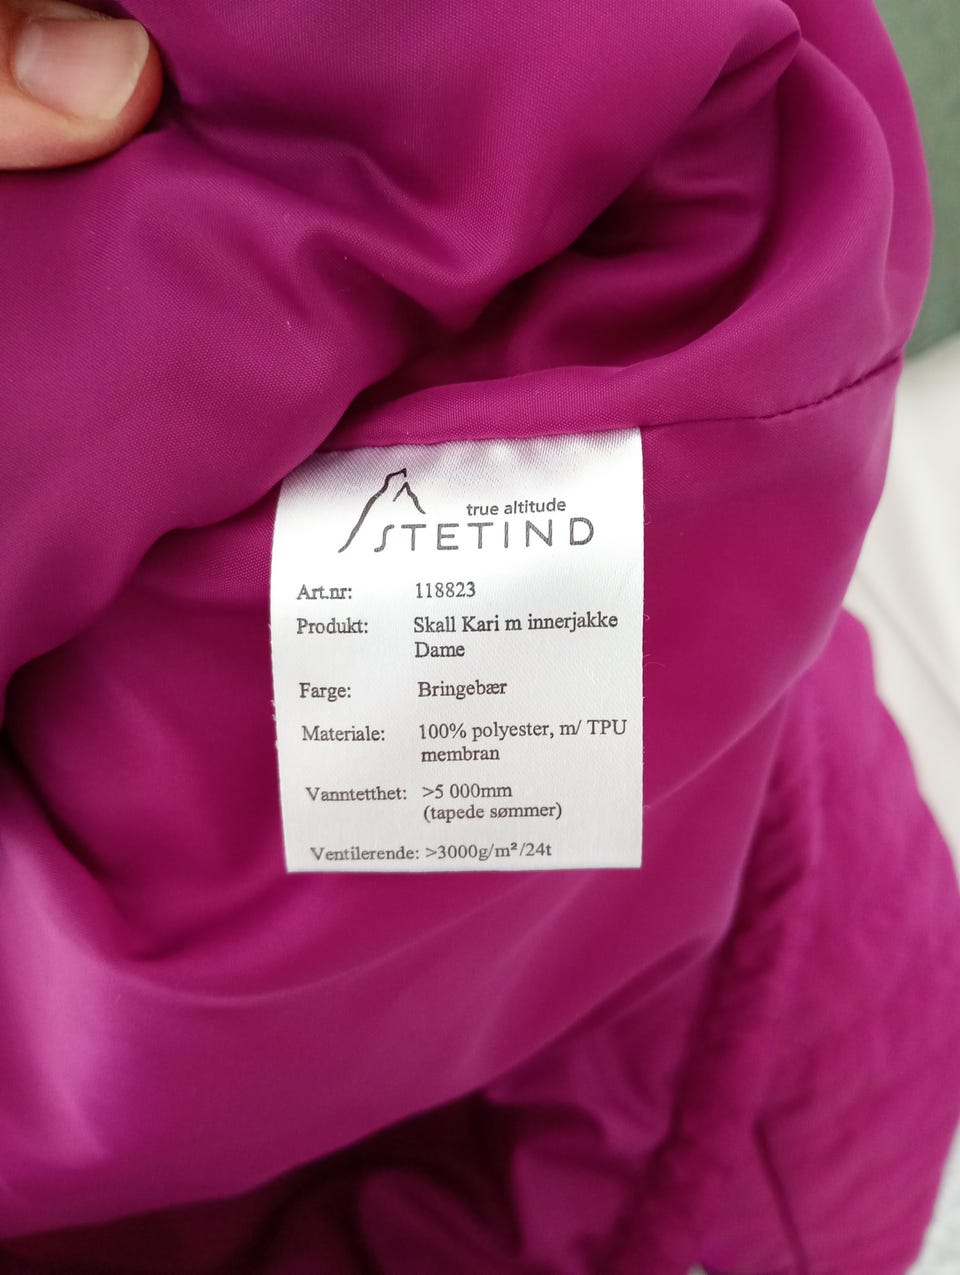 true altitude
STETIND
Art.nr: 118823
Produkt: Skall Kari m innerjakke
Dame
Farge: Bringebær
Materiale: 100% polyester, m/ TPU
membran
Vanntetthet: >5 000mm
(tapede sømmer)
Ventilerende: >3000g/m²/24t